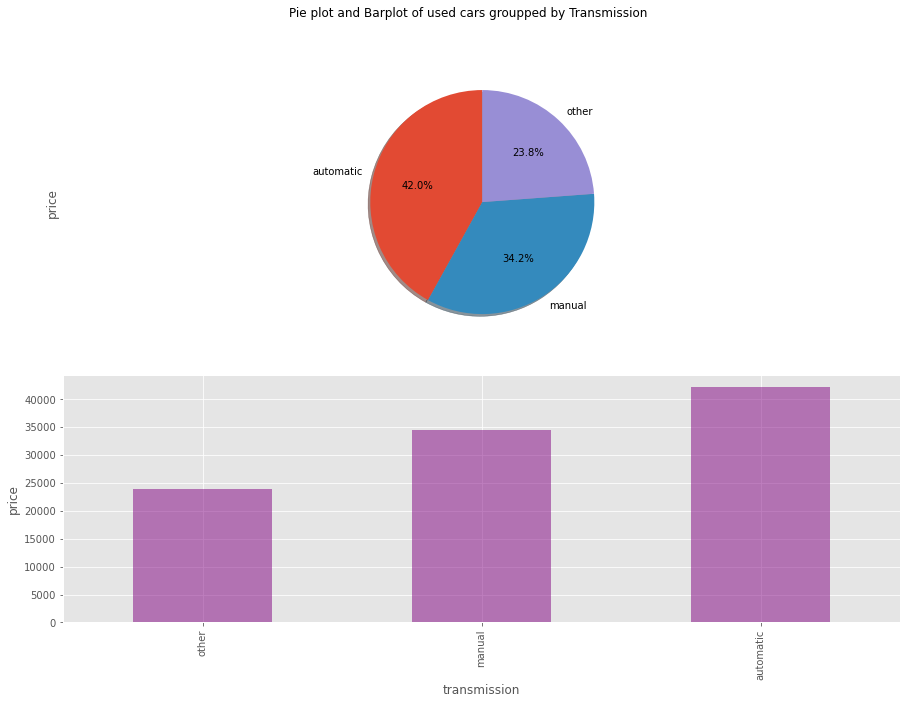 Pie plot and Barplot of used cars groupped by Transmission
other
23.8%
automatic
42.0%
price
34.2%
manual
40000
35000
30000
25000
20000
15000
10000
5000
0
price
other
manual
automatic
transmission